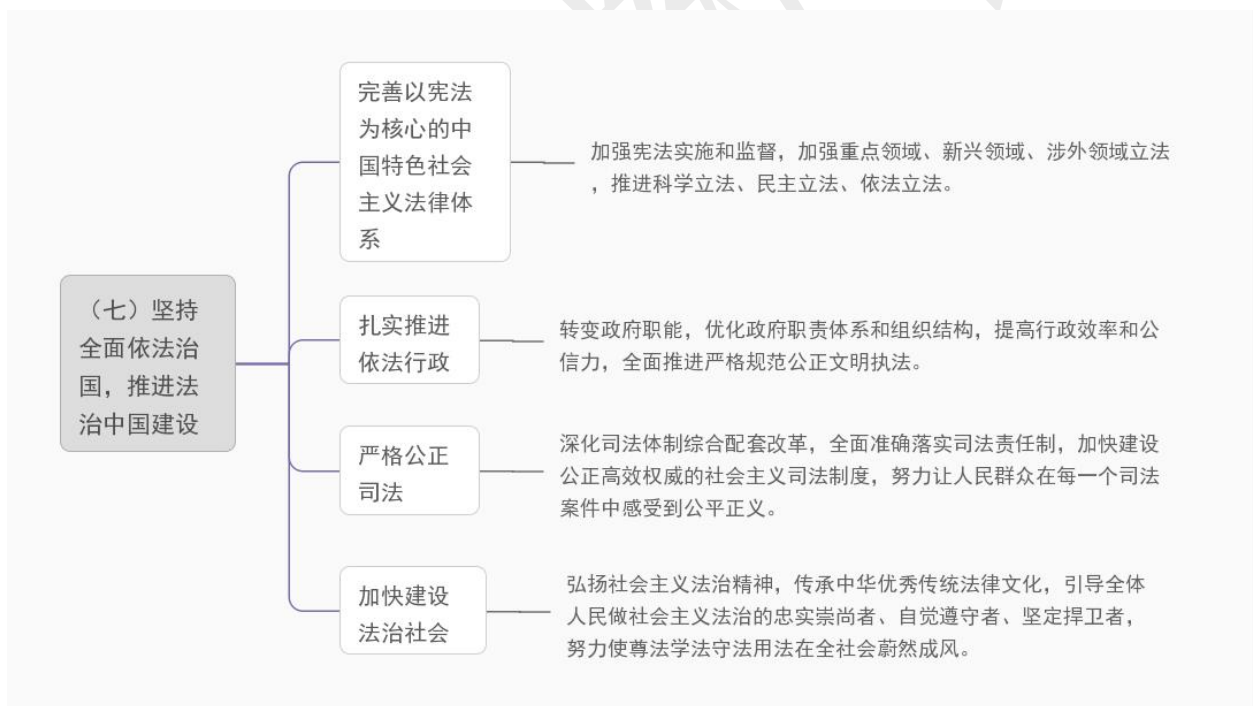 （七）坚持
全面依法治
国，推进法
治中国建设
完善以宪法
为核心的中
国特色社会
主义法律体
系
加强宪法实施和监督，加强重点领域、新兴领域、涉外领域立法
，推进科学立法、民主立法、依法立法。
扎实推进
依法行政
转变政府职能，优化政府职责体系和组织结构，提高行政效率和公
信力，全面推进严格规范公正文明执法。
严格公正
司法
深化司法体制综合配套改革，全面准确落实司法责任制，加快建设
公正高效权威的社会主义司法制度，努力让人民群众在每一个司法
案件中感受到公平正义。
加快建设
法治社会
弘扬社会主义法治精神，传承中华优秀传统法律文化，引导全体
人民做社会主义法治的忠实崇尚者、自觉遵守者、坚定捍卫者，
努力使尊法学法守法用法在全社会蔚然成风。